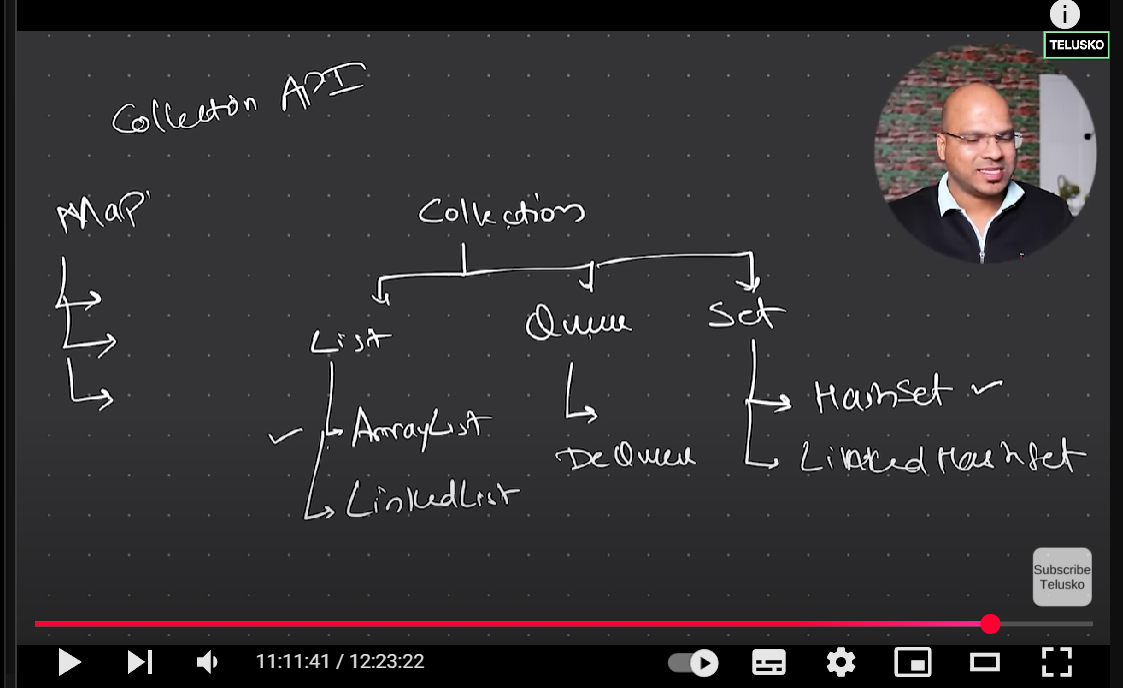 TELUSKO
Collection API
Map
Collection
List
Queue
Set
ArrayList
LinkedList
DeQueue
HashSet
LinkedHashSet
Subscribe
Telusko
11:11:41 / 12:23:22